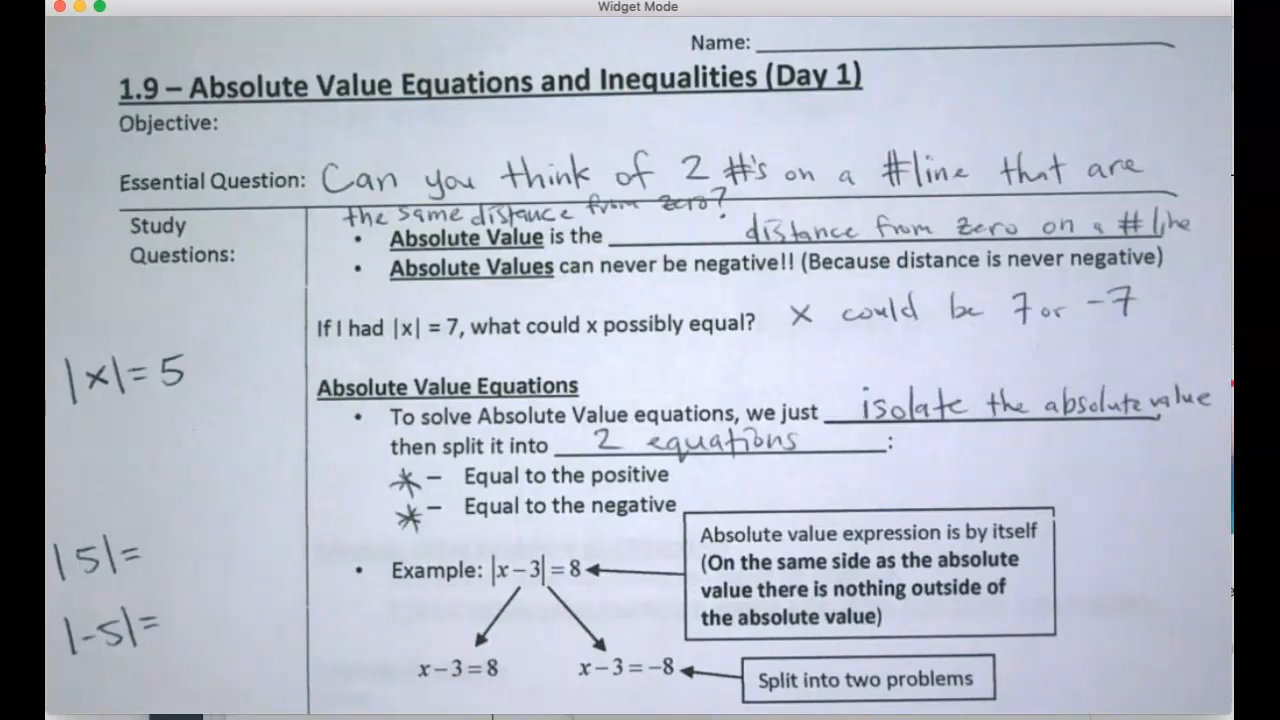 Widget Mode
Name:
1.9 – Absolute Value Equations and Inequalities (Day 1)
Objective:
Essential Question: Can you think of 2 #'s on a #line that are
the same distance from zero?
Study
Questions:
• Absolute Value is the distance from zero on a # line
• Absolute Values can never be negative!! (Because distance is never negative)
If I had |x| = 7, what could x possibly equal? x could be 7 or -7
|x|=5
Absolute Value Equations
• To solve Absolute Value equations, we just isolate the absolute value
then split it into 2 equations:
* – Equal to the positive
* – Equal to the negative
|5|=
|-5|=
• Example: |x−3|=8
Absolute value expression is by itself
(On the same side as the absolute
value there is nothing outside of
the absolute value)
x−3=8 x−3=−8
Split into two problems